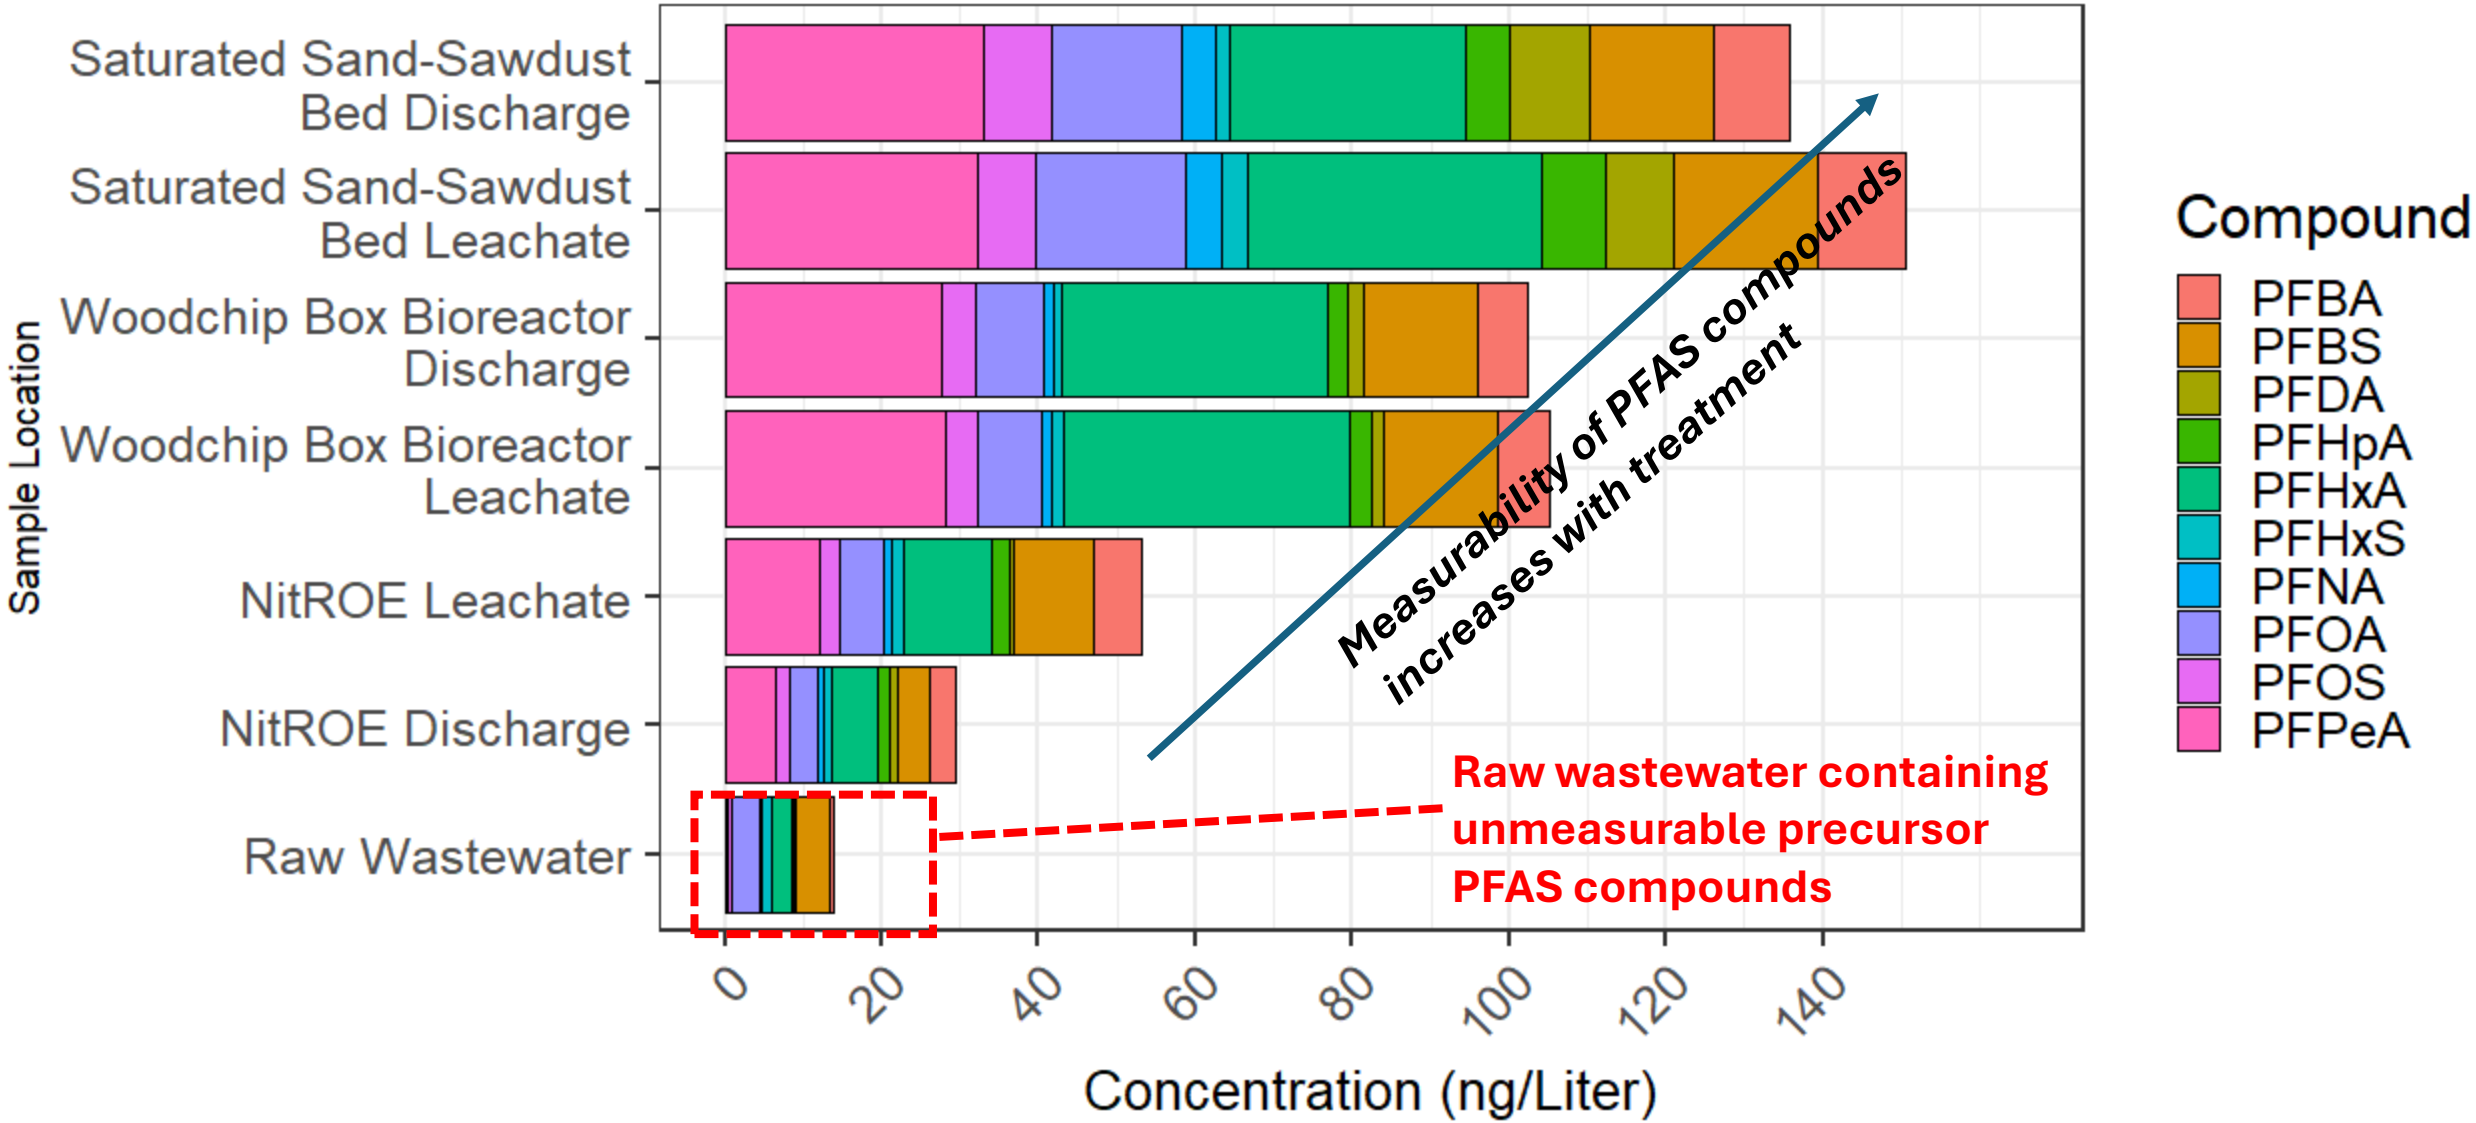 Sample Location
Saturated Sand-Sawdust
Bed Discharge
Saturated Sand-Sawdust
Bed Leachate
Woodchip Box Bioreactor
Discharge
Woodchip Box Bioreactor
Leachate
NitROE Leachate
NitROE Discharge
Raw Wastewater
Measurability of PFAS compounds
increases with treatment
Raw wastewater containing
unmeasurable precursor
PFAS compounds
0
20
40
60
80
100
120
140
Concentration (ng/Liter)
Compound
PFBA
PFBS
PFDA
PFHpA
PFHxA
PFHxS
PFNA
PFOA
PFOS
PFPeA